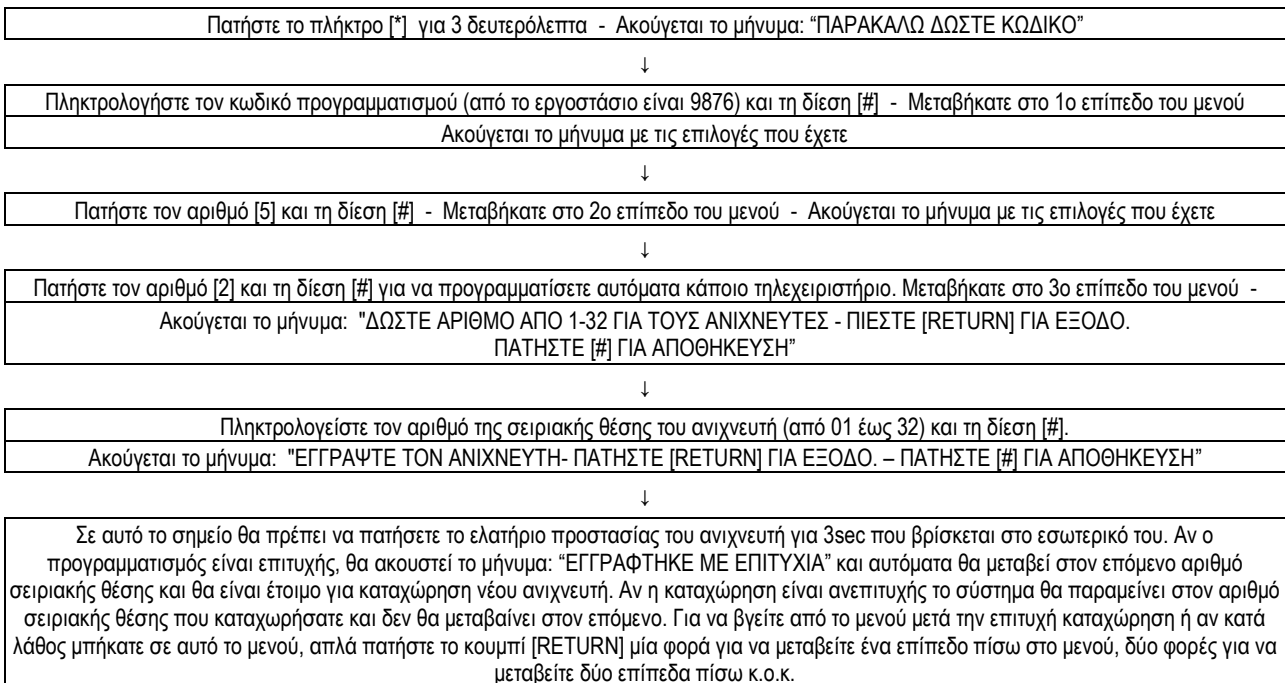 Πατήστε το πλήκτρο [*] για 3 δευτερόλεπτα - Ακούγεται το μήνυμα: “ΠΑΡΑΚΑΛΩ ΔΩΣΤΕ ΚΩΔΙΚΟ”
↓
Πληκτρολογήστε τον κωδικό προγραμματισμού (από το εργοστάσιο είναι 9876) και τη δίεση [#] - Μεταβήκατε στο 1ο επίπεδο του μενού
Ακούγεται το μήνυμα με τις επιλογές που έχετε
↓
Πατήστε τον αριθμό [5] και τη δίεση [#] - Μεταβήκατε στο 2ο επίπεδο του μενού - Ακούγεται το μήνυμα με τις επιλογές που έχετε
↓
Πατήστε τον αριθμό [2] και τη δίεση [#] για να προγραμματίσετε αυτόματα κάποιο τηλεχειριστήριο. Μεταβήκατε στο 3ο επίπεδο του μενού -
Ακούγεται το μήνυμα: "ΔΩΣΤΕ ΑΡΙΘΜΟ ΑΠΟ 1-32 ΓΙΑ ΤΟΥΣ ΑΝΙΧΝΕΥΤΕΣ - ΠΙΕΣΤΕ [RETURN] ΓΙΑ ΕΞΟΔΟ.
ΠΑΤΗΣΤΕ [#] ΓΙΑ ΑΠΟΘΗΚΕΥΣΗ”
↓
Πληκτρολογείστε τον αριθμό της σειριακής θέσης του ανιχνευτή (από 01 έως 32) και τη δίεση [#].
Ακούγεται το μήνυμα: "ΕΓΓΡΑΨΤΕ ΤΟΝ ΑΝΙΧΝΕΥΤΗ- ΠΑΤΗΣΤΕ [RETURN] ΓΙΑ ΕΞΟΔΟ. – ΠΑΤΗΣΤΕ [#] ΓΙΑ ΑΠΟΘΗΚΕΥΣΗ”
↓
Σε αυτό το σημείο θα πρέπει να πατήσετε το ελατήριο προστασίας του ανιχνευτή για 3sec που βρίσκεται στο εσωτερικό του. Αν ο
προγραμματισμός είναι επιτυχής, θα ακουστεί το μήνυμα: “ΕΓΓΡΑΦΤΗΚΕ ΜΕ ΕΠΙΤΥΧΙΑ” και αυτόματα θα μεταβεί στον επόμενο αριθμό
σειριακής θέσης και θα είναι έτοιμο για καταχώρηση νέου ανιχνευτή. Αν η καταχώρηση είναι ανεπιτυχής το σύστημα θα παραμείνει στον αριθμό
σειριακής θέσης που καταχωρήσατε και δεν θα μεταβαίνει στον επόμενο. Για να βγείτε από το μενού μετά την επιτυχή καταχώρηση ή αν κατά
λάθος μπήκατε σε αυτό το μενού, απλά πατήστε το κουμπί [RETURN] μία φορά για να μεταβείτε ένα επίπεδο πίσω στο μενού, δύο φορές για να
μεταβείτε δύο επίπεδα πίσω κ.ο.κ.